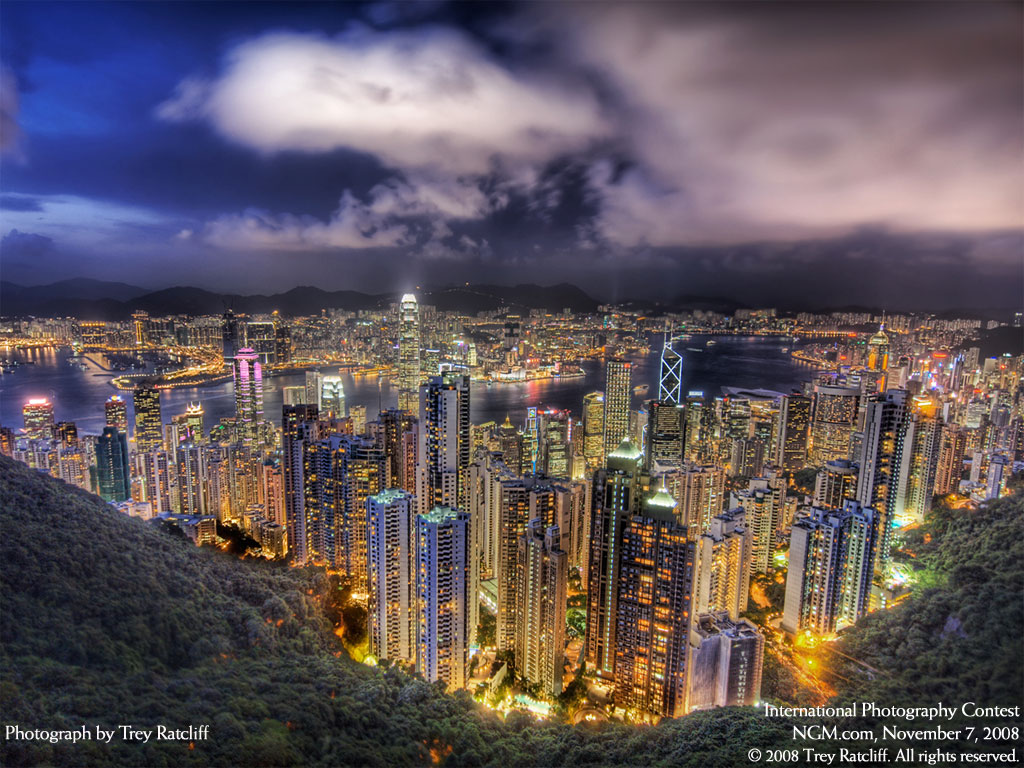 Photograph by Trey Ratcliff
International Photography Contest
NGM.com, November 7, 2008
© 2008 Trey Ratcliff. All rights reserved.